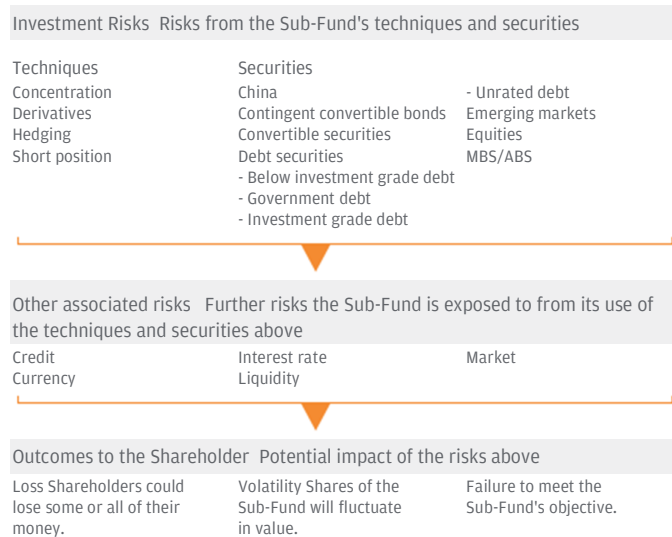 Investment Risks Risks from the Sub-Fund's techniques and securities
Techniques
Concentration
Derivatives
Hedging
Short position
Securities
China
Contingent convertible bonds
Convertible securities
Debt securities
- Below investment grade debt
- Government debt
- Investment grade debt
- Unrated debt
Emerging markets
Equities
MBS/ABS
Other associated risks Further risks the Sub-Fund is exposed to from its use of
the techniques and securities above
Credit
Currency
Interest rate
Liquidity
Market
Outcomes to the Shareholder Potential impact of the risks above
Loss Shareholders could
lose some or all of their
money.
Volatility Shares of the
Sub-Fund will fluctuate
in value.
Failure to meet the
Sub-Fund's objective.